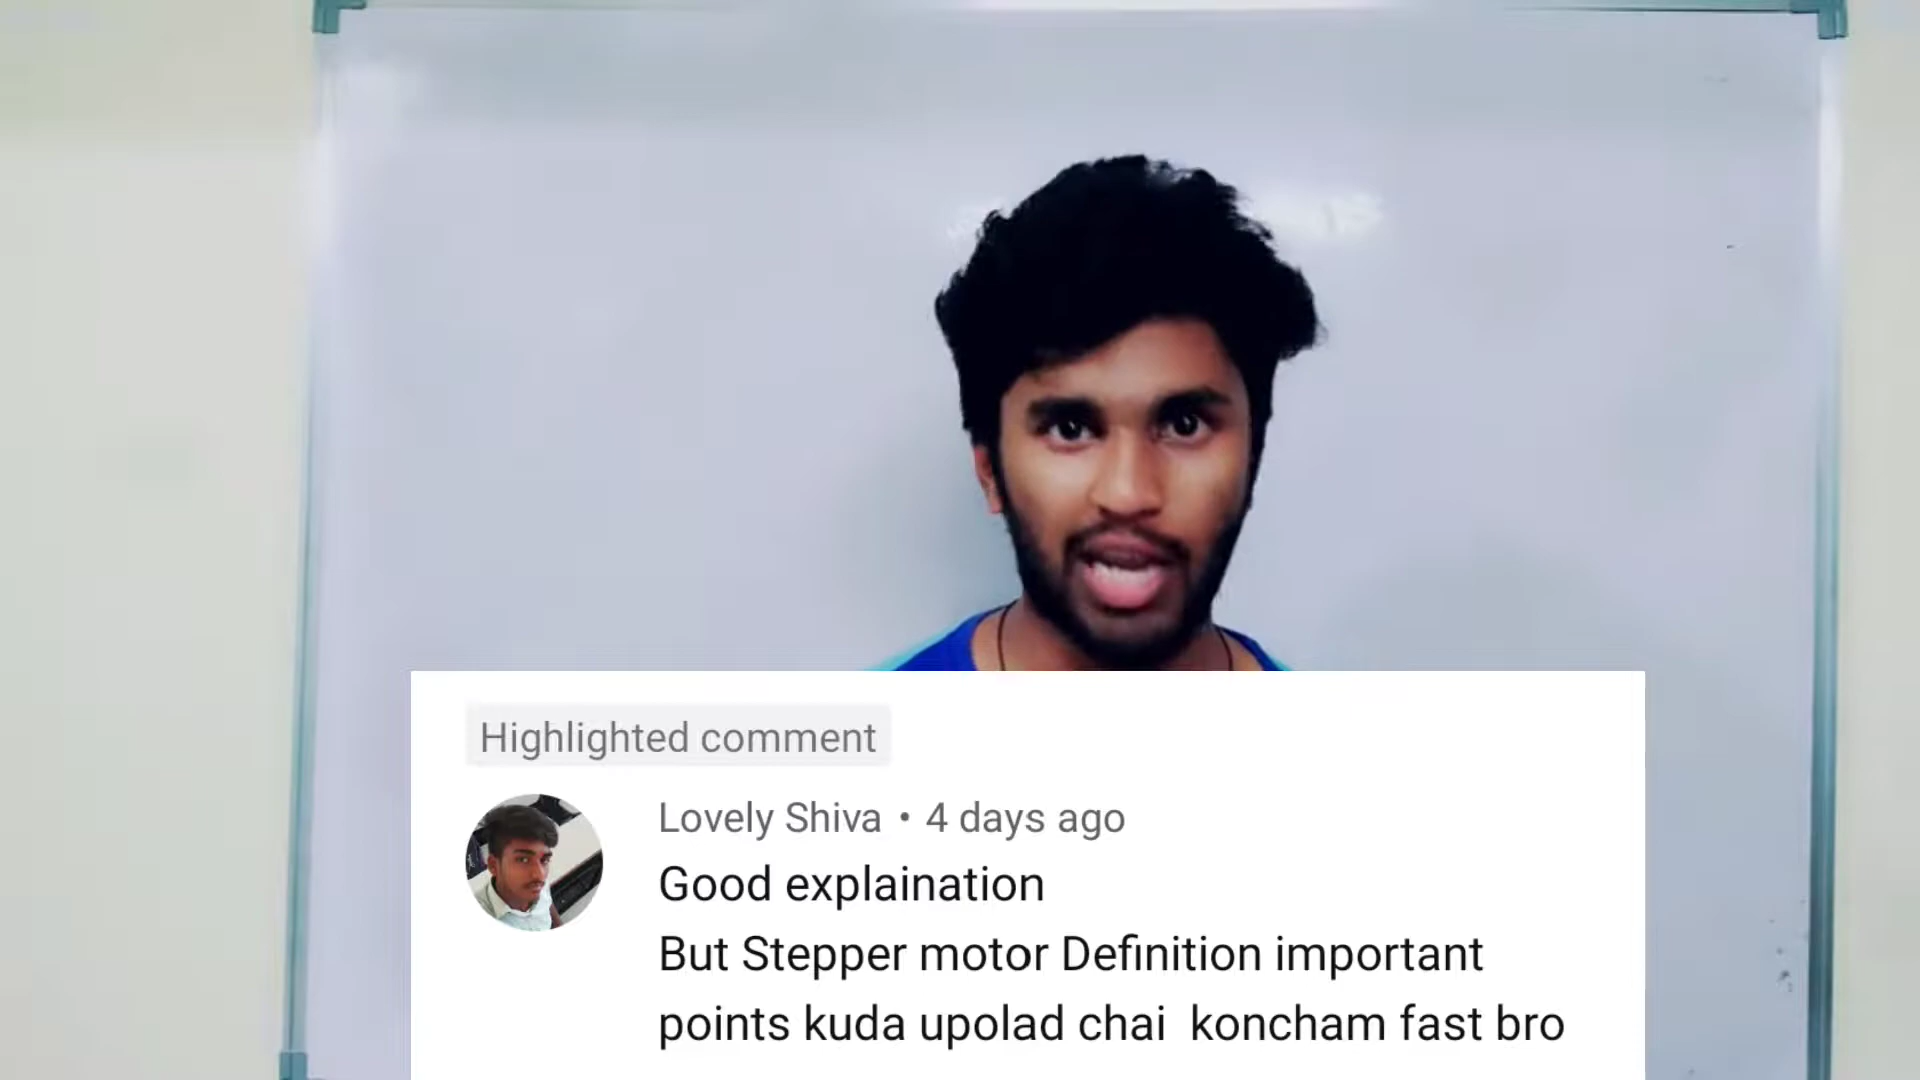 Highlighted comment
Lovely Shiva • 4 days ago
Good explaination
But Stepper motor Definition important
points kuda upolad chai koncham fast bro